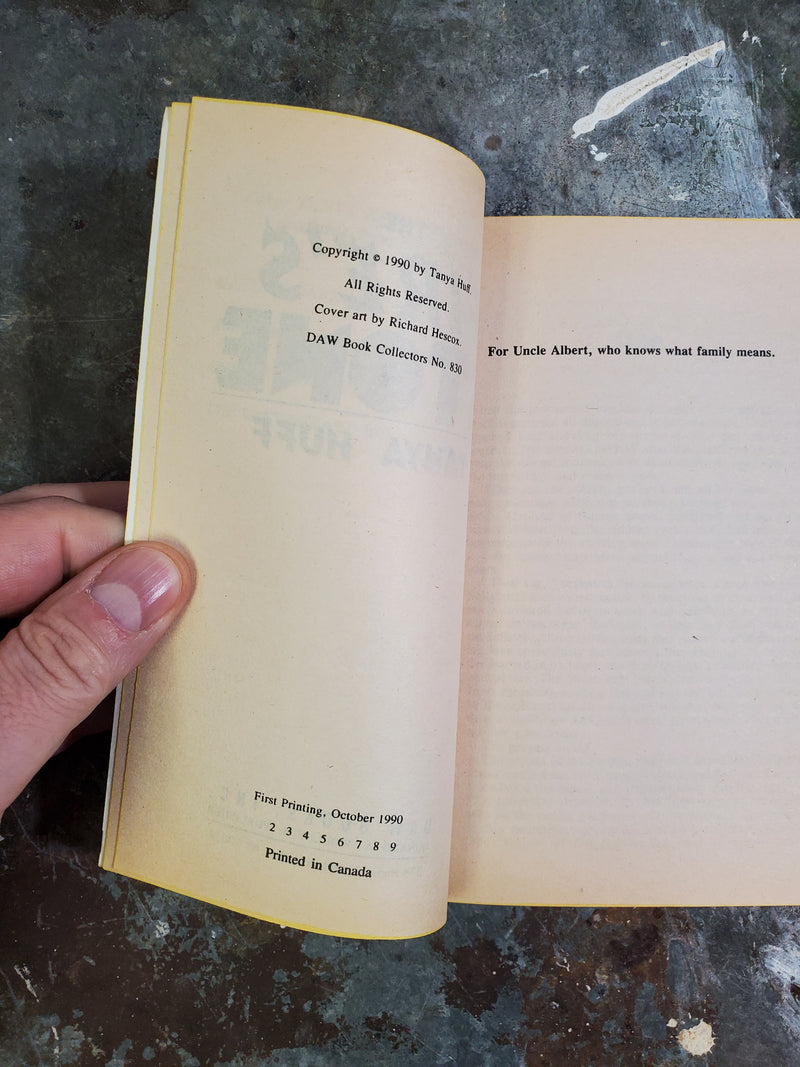 Copyright © 1990 by Tanya Huff.
All Rights Reserved.
Cover art by Richard Hescox.
DAW Book Collectors No. 830
First Printing, October 1990
2 3 4 5 6 7 8 9
Printed in Canada
For Uncle Albert, who knows what family means.